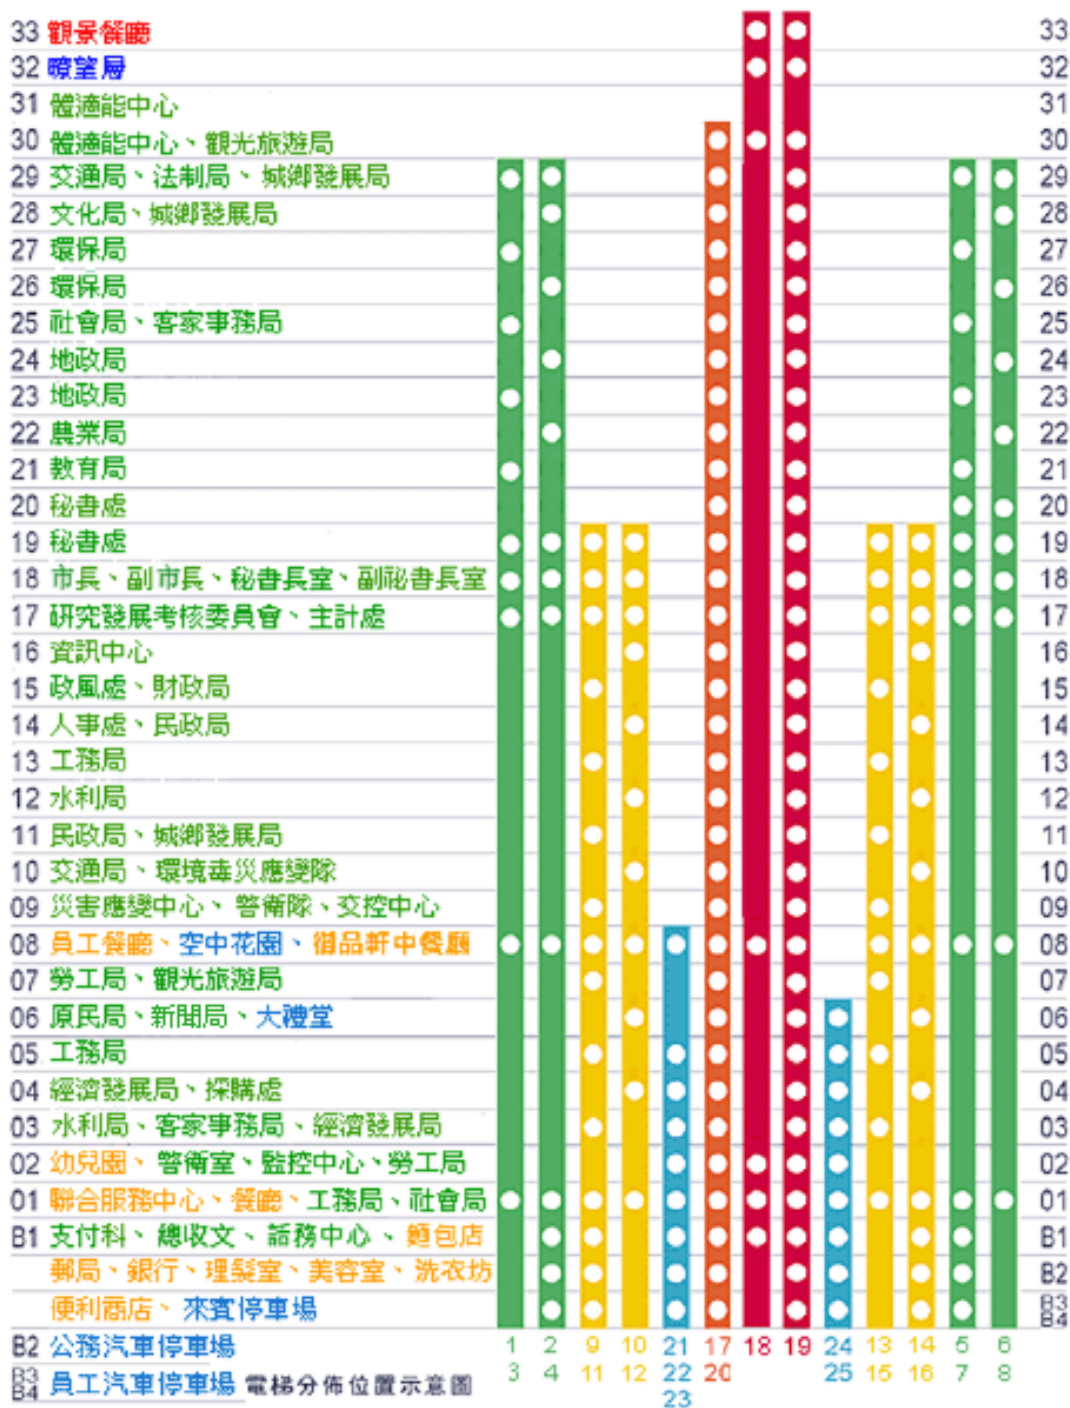 33 觀景餐廳 33
32 瞭望層 32
31 體適能中心 31
30 體適能中心、觀光旅遊局 30
29 交通局、法制局、城鄉發展局 29
28 文化局、城鄉發展局 28
27 環保局 27
26 環保局 26
25 社會局、客家事務局 25
24 地政局 24
23 地政局 23
22 農業局 22
21 教育局 21
20 秘書處 20
19 秘書處 19
18 市長、副市長、秘書長室、副秘書長室 18
17 研究發展考核委員會、主計處 17
16 資訊中心 16
15 政風處、財政局 15
14 人事處、民政局 14
13 工務局 13
12 水利局 12
11 民政局、城鄉發展局 11
10 交通局、環境毒災應變隊 10
09 災害應變中心、警衛隊、交控中心 09
08 員工餐廳、空中花園、御品軒中餐廳 08
07 勞工局、觀光旅遊局 07
06 原民局、新聞局、大禮堂 06
05 工務局 05
04 經濟發展局、採購處 04
03 水利局、客家事務局、經濟發展局 03
02 幼兒園、警衛室、監控中心、勞工局 02
01 聯合服務中心、餐廳、工務局、社會局 01
B1 支付科、總收文、話務中心、麵包店 B1
郵局、銀行、理髮室、美容室、洗衣坊 B2
便利商店、來賓停車場 B3 B4
B2 公務汽車停車場 1 2 9 10 21 17 18 19 24 13 14 5 6
3 4 11 12 22 20 25 15 16 7 8
B3 B4 員工汽車停車場 電梯分佈位置示意圖
23